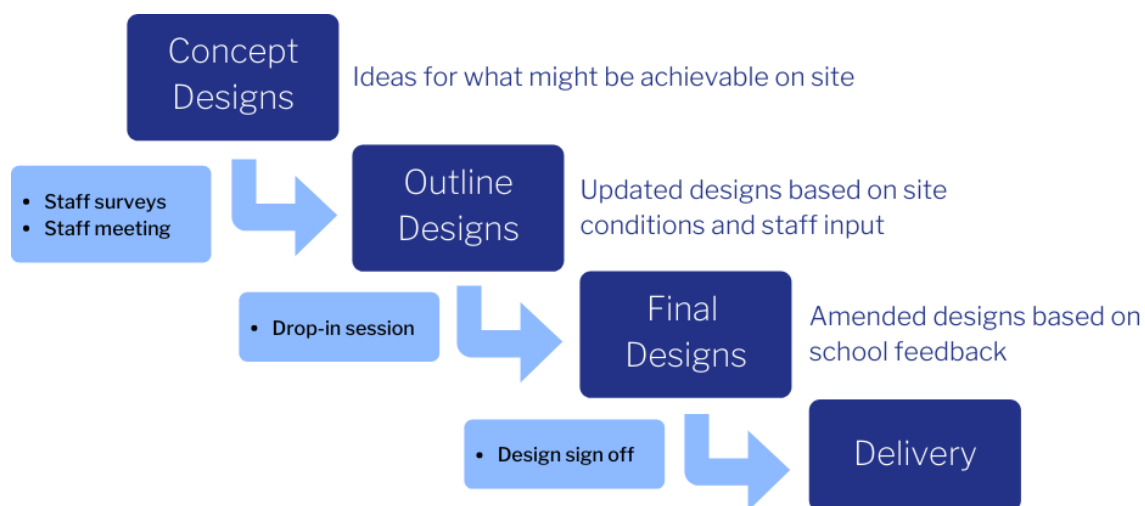 Concept
Designs
Ideas for what might be achievable on site
• Staff surveys
• Staff meeting
Outline
Designs
Updated designs based on site
conditions and staff input
• Drop-in session
Final
Designs
Amended designs based on
school feedback
• Design sign off
Delivery